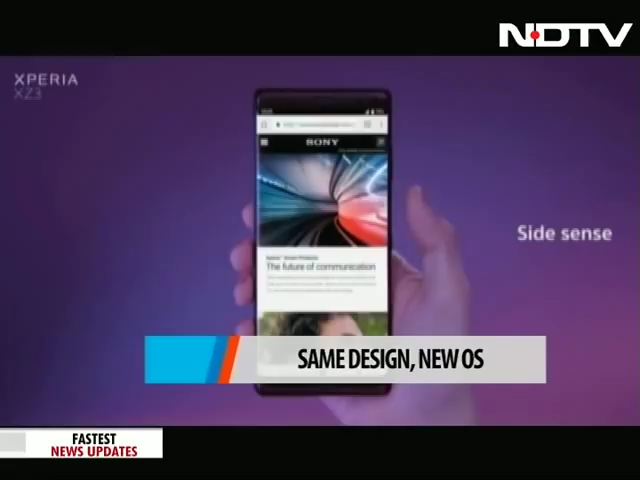 NDTV
XPERIA
XZ3
SONY
The future of communication
Side sense
SAME DESIGN, NEW OS
FASTEST
NEWS UPDATES